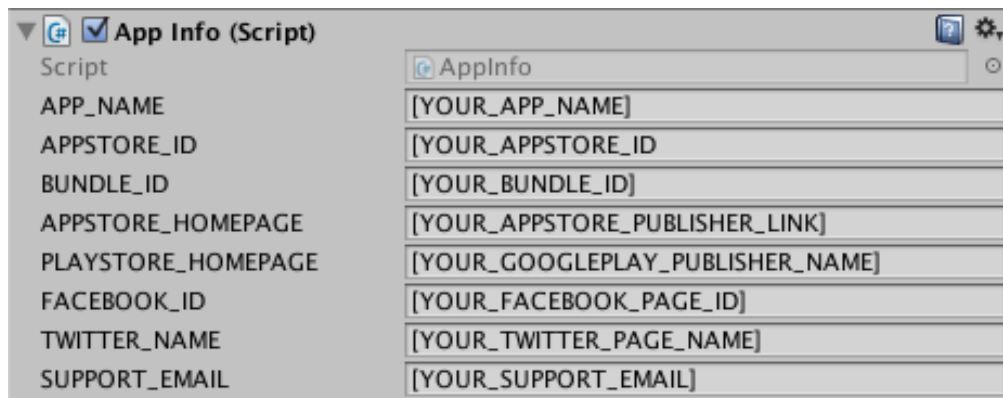 App Info (Script)
Script AppInfo
APP_NAME [YOUR_APP_NAME]
APPSTORE_ID [YOUR_APPSTORE_ID
BUNDLE_ID [YOUR_BUNDLE_ID]
APPSTORE_HOMEPAGE [YOUR_APPSTORE_PUBLISHER_LINK]
PLAYSTORE_HOMEPAGE [YOUR_GOOGLEPLAY_PUBLISHER_NAME]
FACEBOOK_ID [YOUR_FACEBOOK_PAGE_ID]
TWITTER_NAME [YOUR_TWITTER_PAGE_NAME]
SUPPORT_EMAIL [YOUR_SUPPORT_EMAIL]